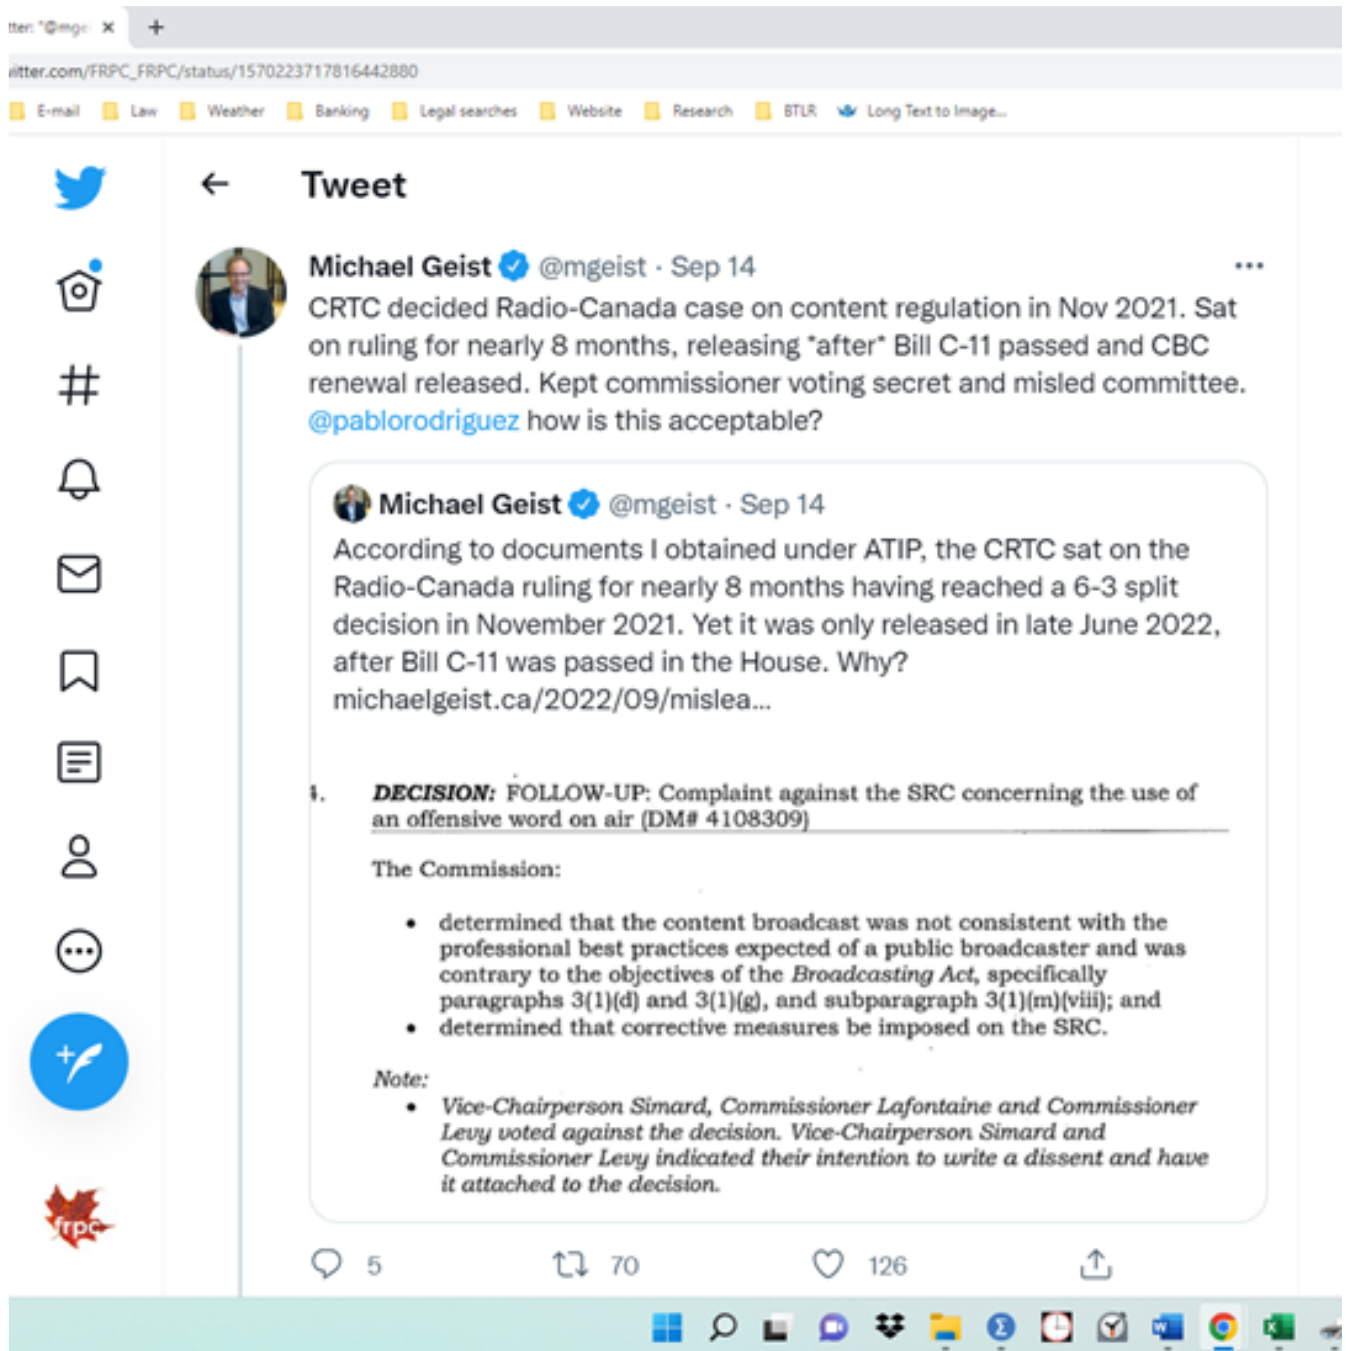 tter: "@mge
vitter.com/FRPC_FRPC/status/1570223717816442880
E-mail Law Weather Banking Legal searches Website Research BTLR Long Text to Image...
Tweet
Michael Geist @mgeist · Sep 14
CRTC decided Radio-Canada case on content regulation in Nov 2021. Sat
on ruling for nearly 8 months, releasing *after* Bill C-11 passed and CBC
renewal released. Kept commissioner voting secret and misled committee.
@pablorodriguez how is this acceptable?
Michael Geist @mgeist · Sep 14
According to documents I obtained under ATIP, the CRTC sat on the
Radio-Canada ruling for nearly 8 months having reached a 6-3 split
decision in November 2021. Yet it was only released in late June 2022,
after Bill C-11 was passed in the House. Why?
michaelgeist.ca/2022/09/mislea...
4. DECISION: FOLLOW-UP: Complaint against the SRC concerning the use of
an offensive word on air (DM# 4108309)
The Commission:
• determined that the content broadcast was not consistent with the
professional best practices expected of a public broadcaster and was
contrary to the objectives of the Broadcasting Act, specifically
paragraphs 3(1)(d) and 3(1)(g), and subparagraph 3(1)(m)(viii); and
• determined that corrective measures be imposed on the SRC.
Note:
• Vice-Chairperson Simard, Commissioner Lafontaine and Commissioner
Levy voted against the decision. Vice-Chairperson Simard and
Commissioner Levy indicated their intention to write a dissent and have
it attached to the decision.
frpc
5 70 126